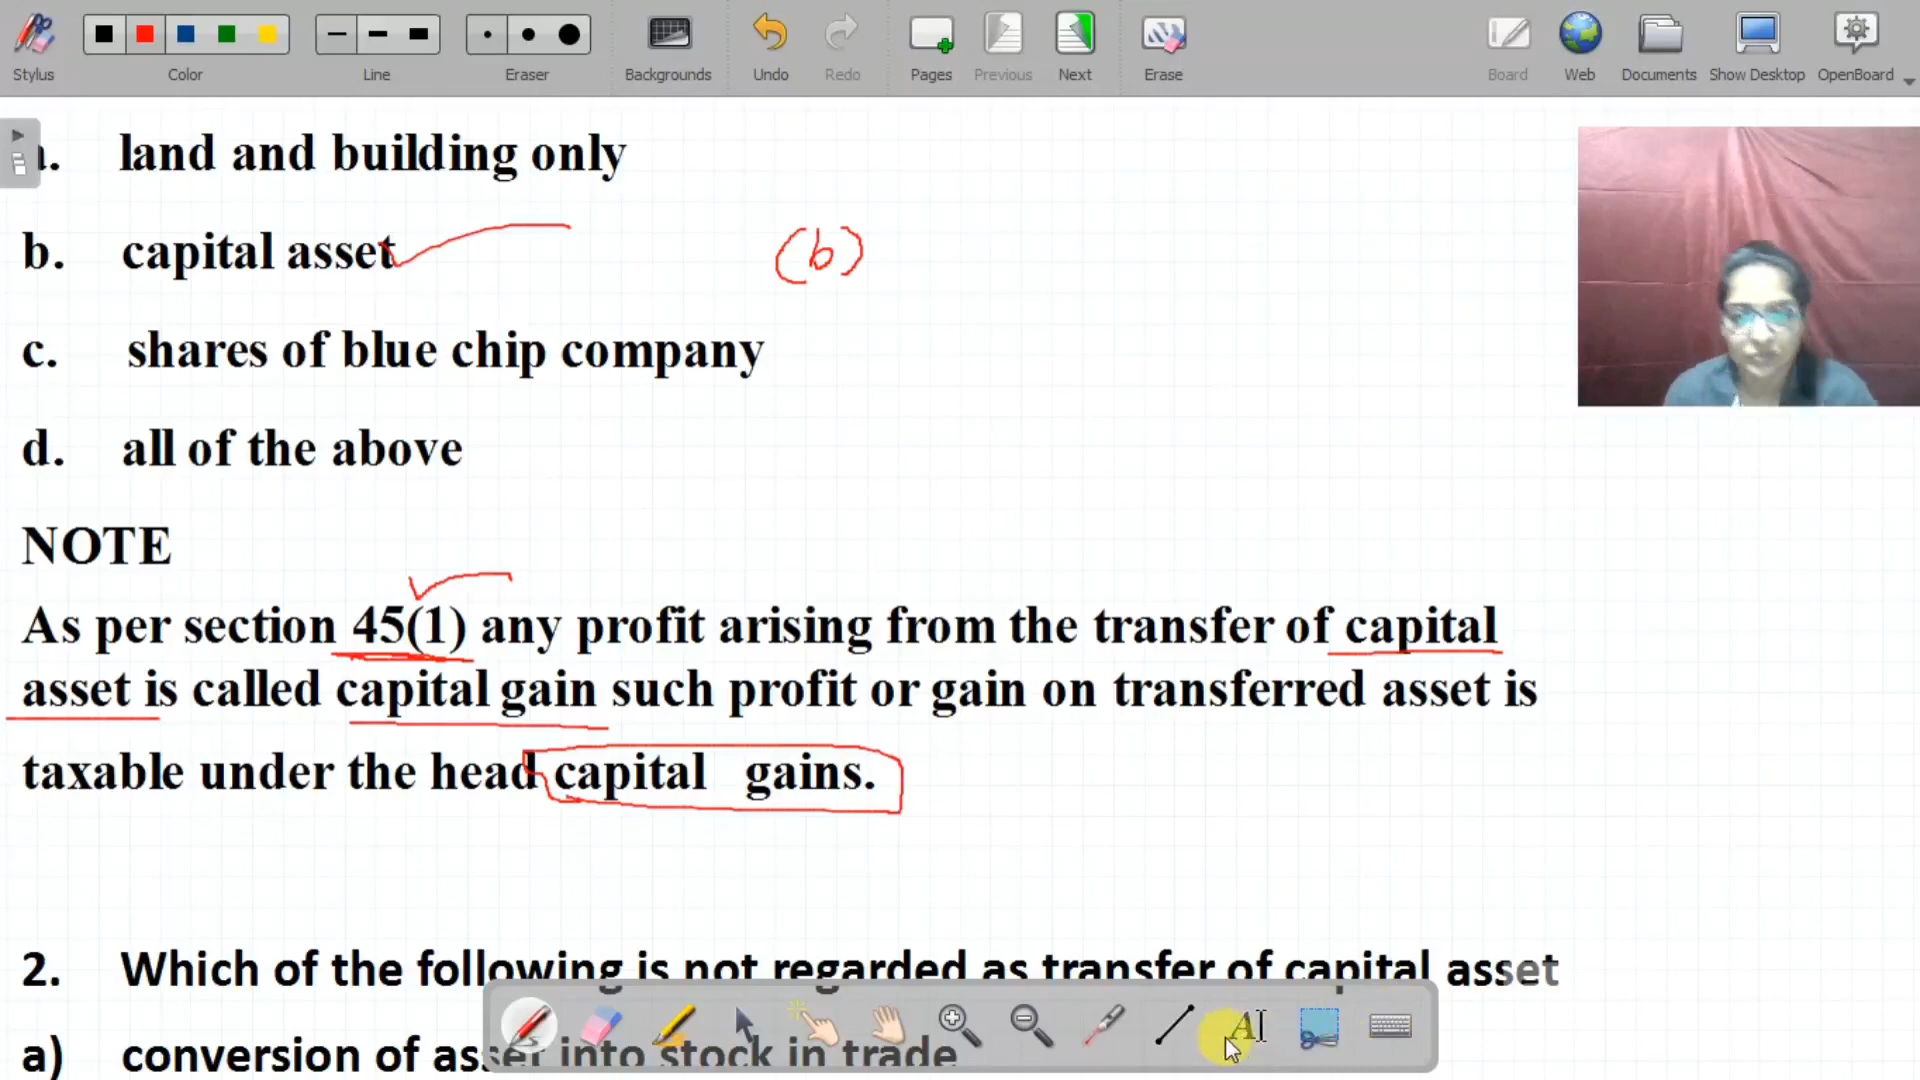 Stylus
Color
Line
Eraser
Backgrounds
Undo
Redo
Pages
Previous
Next
Erase
Board
Web
Documents
Show Desktop
OpenBoard
land and building only
b. capital asset (b)
c. shares of blue chip company
d. all of the above
NOTE
As per section 45(1) any profit arising from the transfer of capital
asset is called capital gain such profit or gain on transferred asset is
taxable under the head capital gains.
2. Which of the following is not regarded as transfer of capital asset
a) conversion of asset into stock in trade